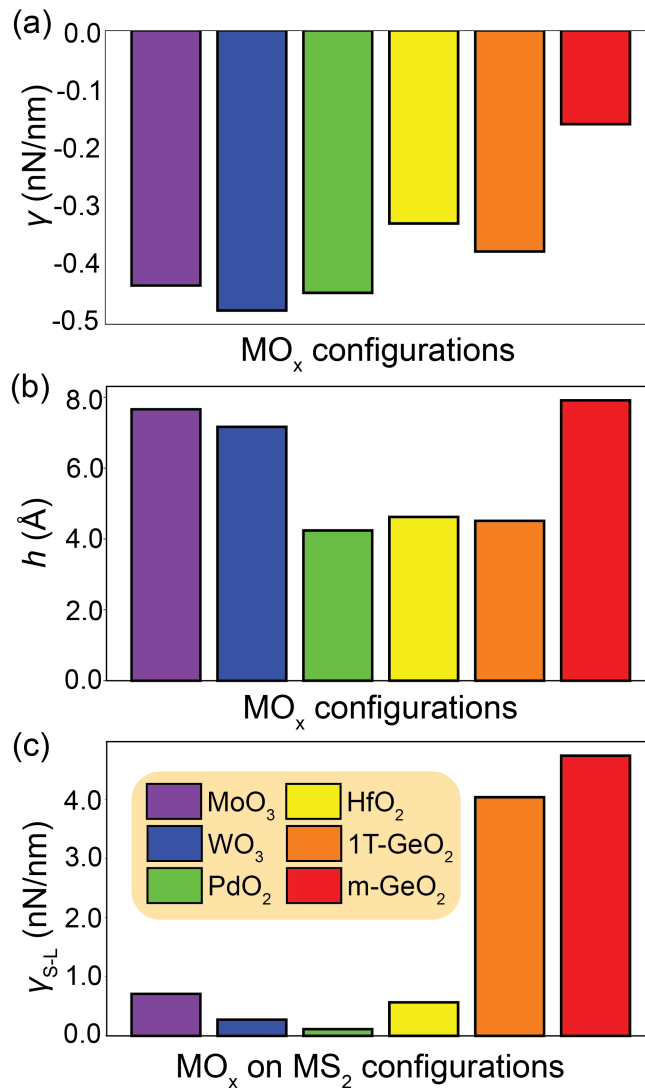 (a)
γ (nN/nm)
0.0
-0.1
-0.2
-0.3
-0.4
-0.5
MOₓ configurations
(b)
h (Å)
8.0
6.0
4.0
2.0
0.0
MOₓ configurations
(c)
γ_S-L (nN/nm)
4.0
3.0
2.0
1.0
0.0
MoO₃ HfO₂
WO₃ 1T-GeO₂
PdO₂ m-GeO₂
MOₓ on MS₂ configurations